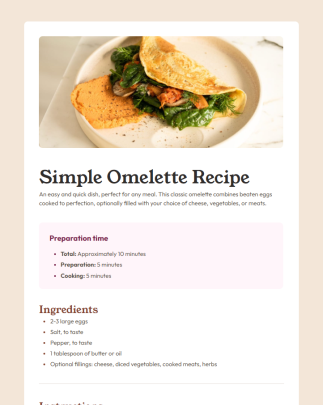 Simple Omelette Recipe
An easy and quick dish, perfect for any meal. This classic omelette combines beaten eggs
cooked to perfection, optionally filled with your choice of cheese, vegetables, or meats.
Preparation time
• Total: Approximately 10 minutes
• Preparation: 5 minutes
• Cooking: 5 minutes
Ingredients
• 2-3 large eggs
• Salt, to taste
• Pepper, to taste
• 1 tablespoon of butter or oil
• Optional fillings: cheese, diced vegetables, cooked meats, herbs